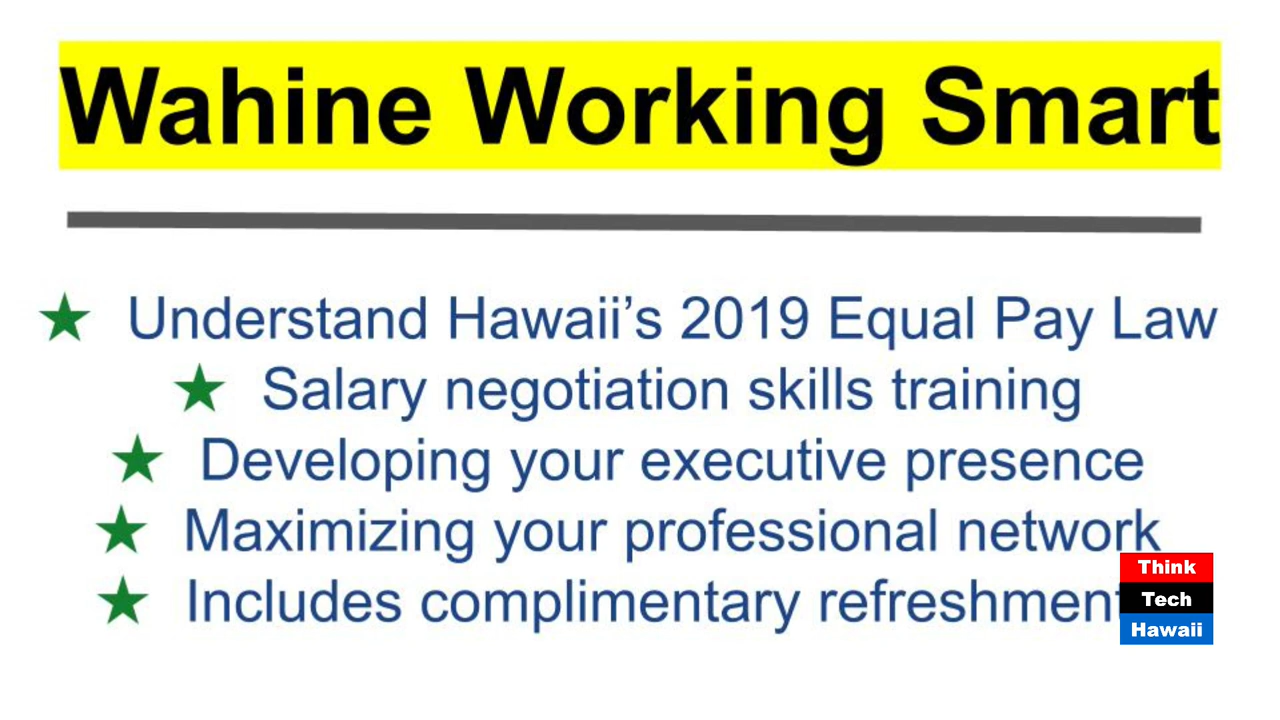 Wahine Working Smart
★ Understand Hawaii’s 2019 Equal Pay Law
★ Salary negotiation skills training
★ Developing your executive presence
★ Maximizing your professional network
★ Includes complimentary refreshment
Think
Tech
Hawaii